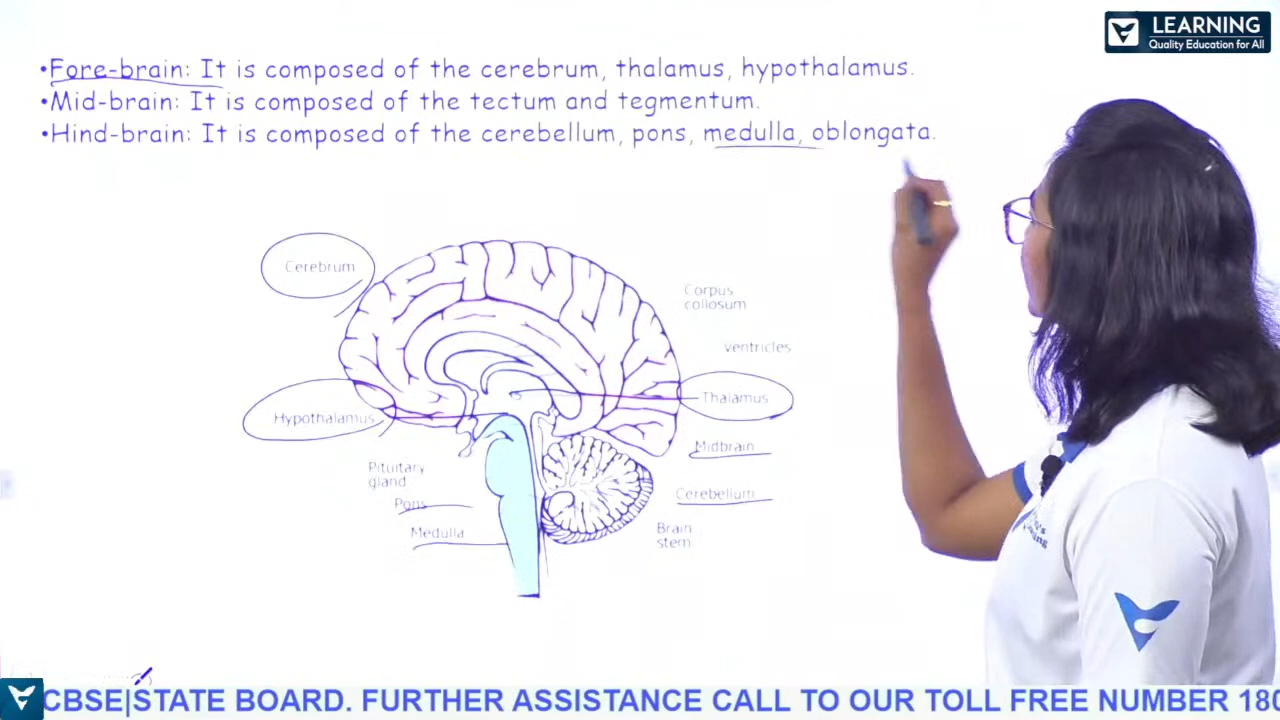 LEARNING
Quality Education for All
•Fore-brain: It is composed of the cerebrum, thalamus, hypothalamus.
•Mid-brain: It is composed of the tectum and tegmentum.
•Hind-brain: It is composed of the cerebellum, pons, medulla, oblongata.
Cerebrum
Corpus
collosum
ventricles
Thalamus
Hypothalamus
Midbrain
Pituitary
gland
Cerebellum
Pons
Medulla
Brain
stem
CBSE|STATE BOARD. FURTHER ASSISTANCE CALL TO OUR TOLL FREE NUMBER